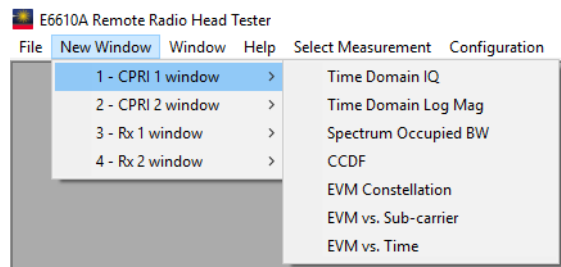 E6610A Remote Radio Head Tester
File New Window Window Help Select Measurement Configuration
1 - CPRI 1 window > Time Domain IQ
2 - CPRI 2 window > Time Domain Log Mag
3 - Rx 1 window > Spectrum Occupied BW
4 - Rx 2 window > CCDF
EVM Constellation
EVM vs. Sub-carrier
EVM vs. Time